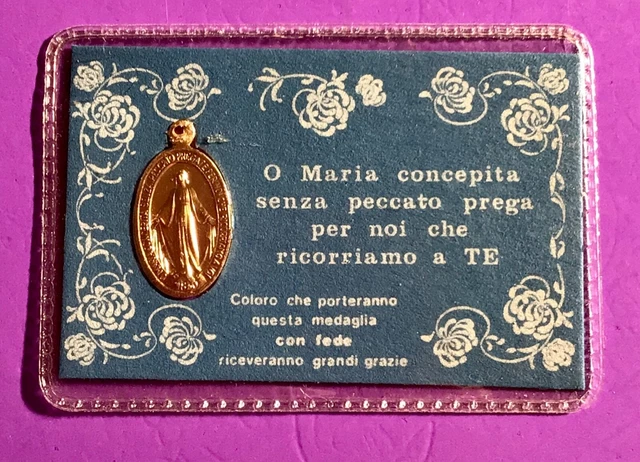 O Maria concepita
senza peccato prega
per noi che
ricorriamo a TE
Coloro che porteranno
questa medaglia
con fede
riceveranno grandi grazie